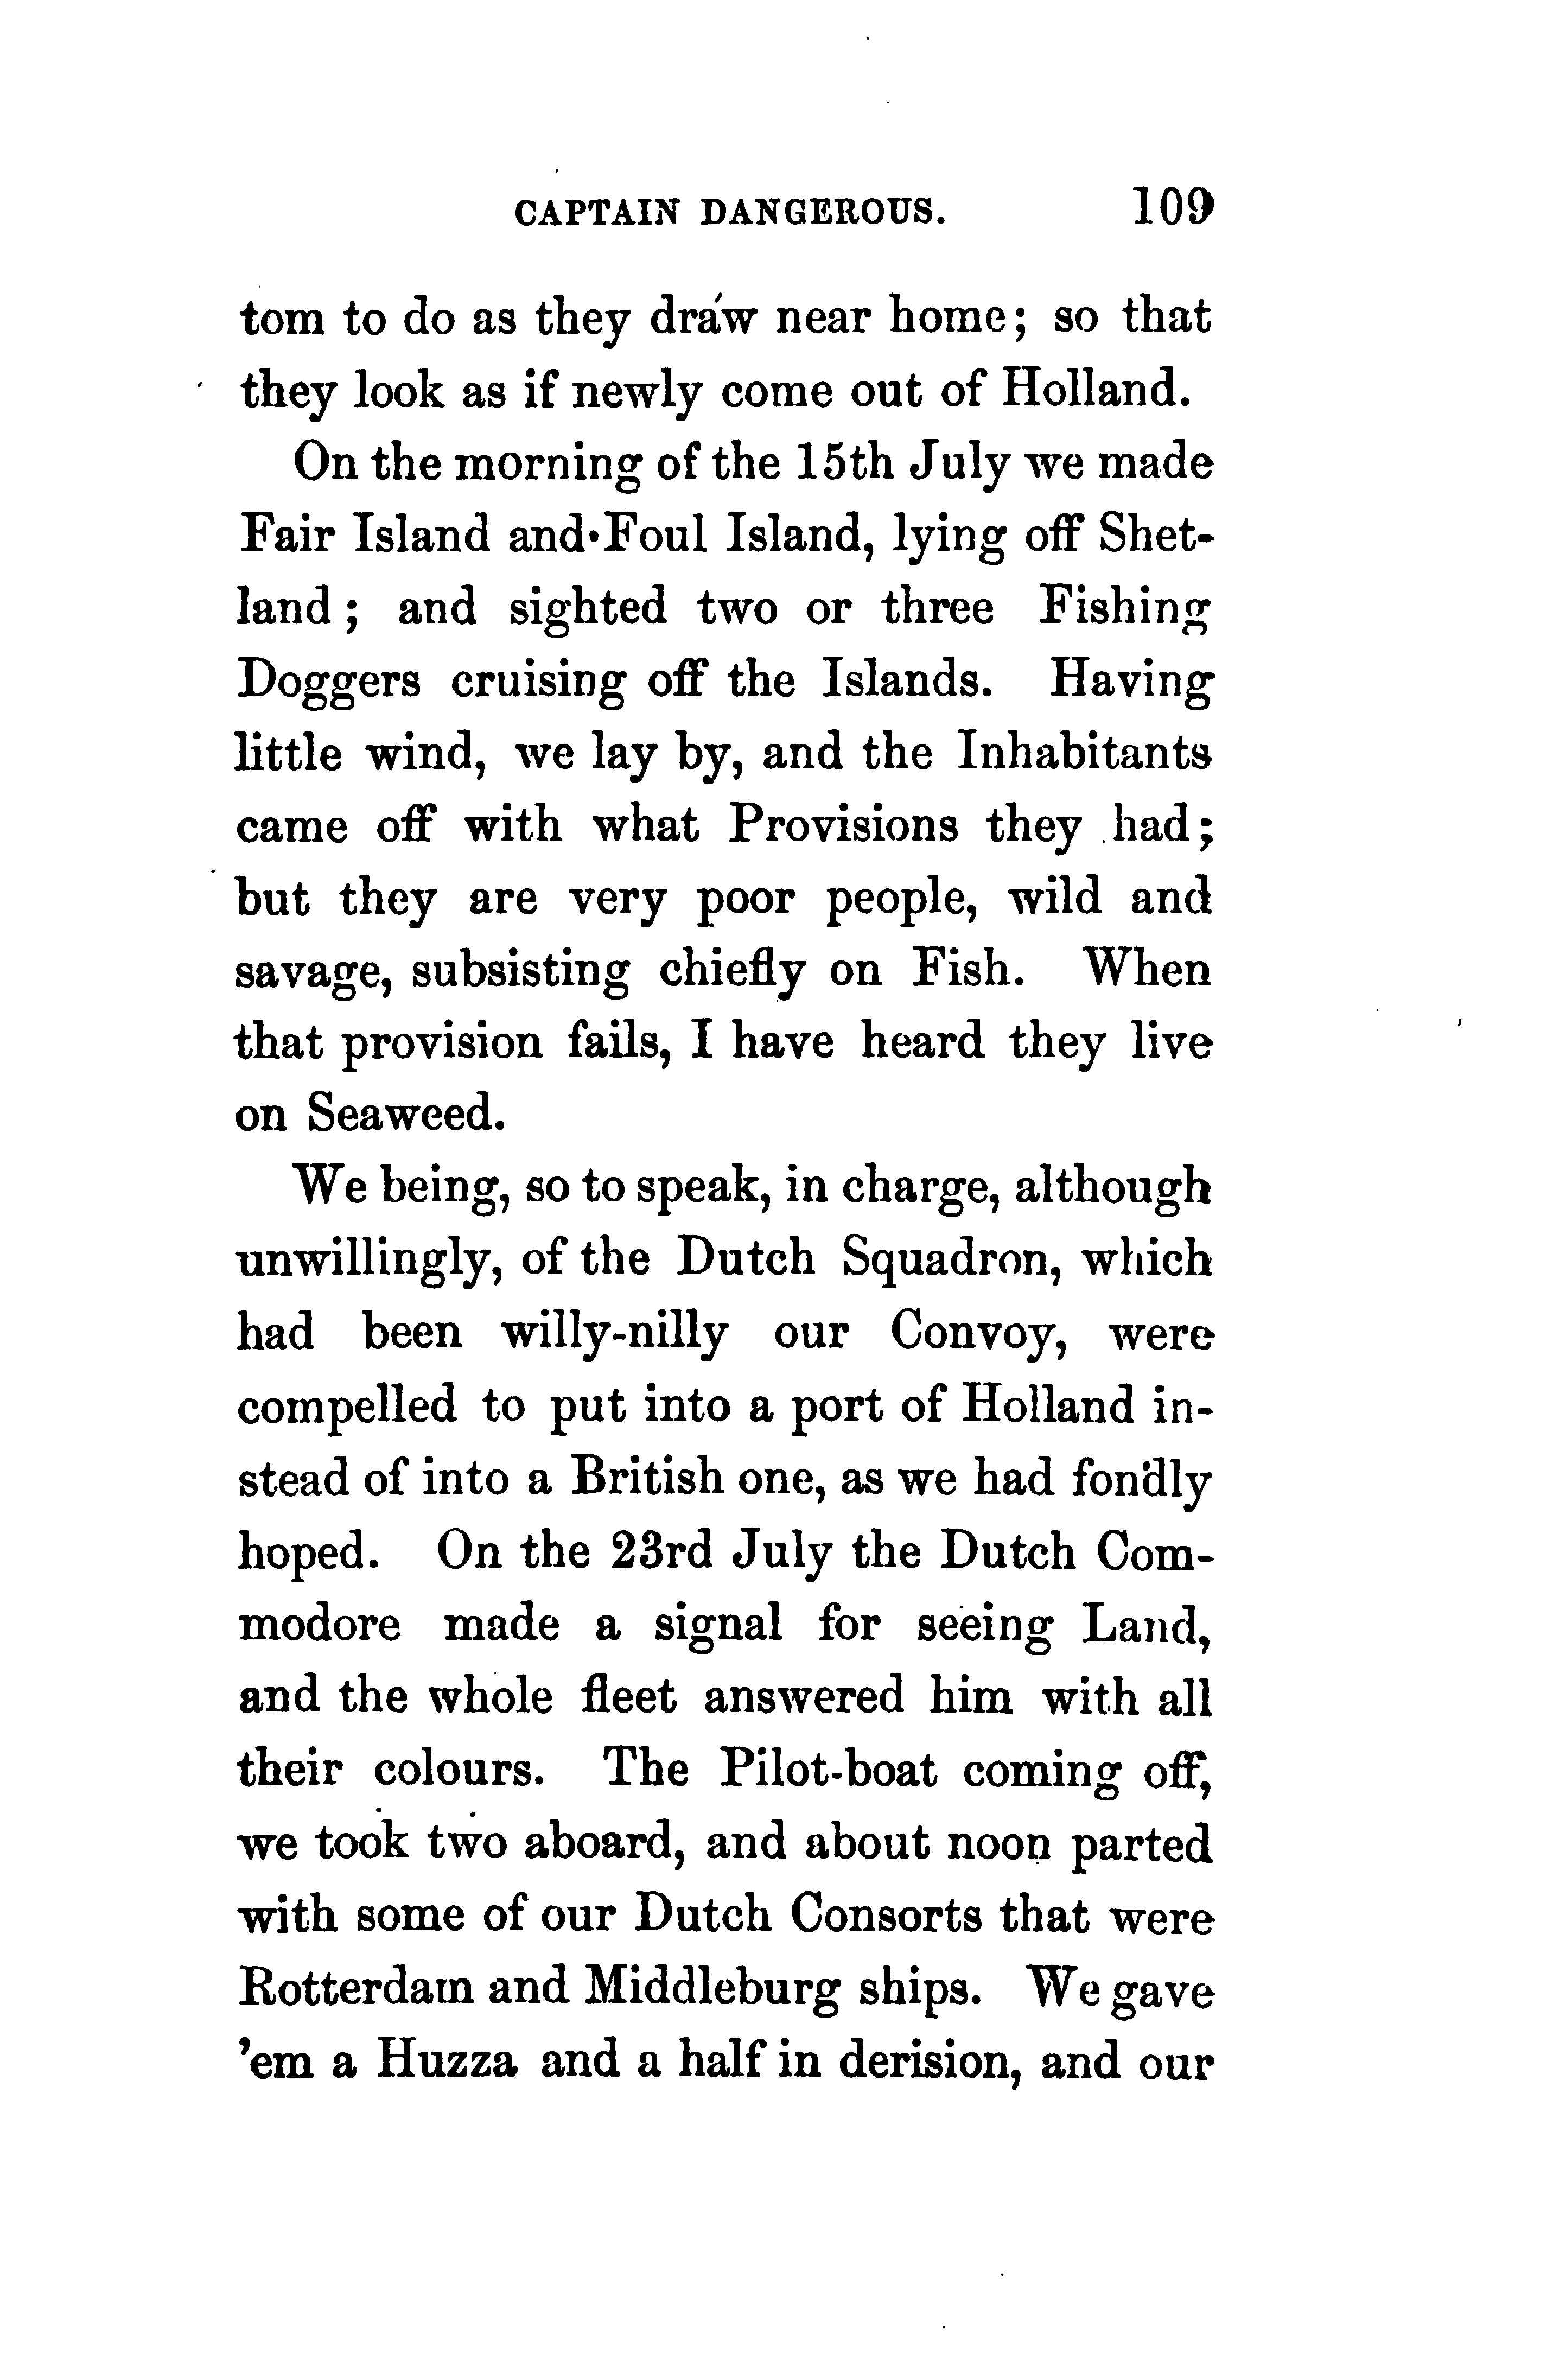 CAPTAIN DANGEROUS. 109
tom to do as they draw near home; so that
they look as if newly come out of Holland.
On the morning of the 15th July we made
Fair Island and Foul Island, lying off Shet-
land; and sighted two or three Fishing
Doggers cruising off the Islands. Having
little wind, we lay by, and the Inhabitants
came off with what Provisions they had;
but they are very poor people, wild and
savage, subsisting chiefly on Fish. When
that provision fails, I have heard they live
on Seaweed.
We being, so to speak, in charge, although
unwillingly, of the Dutch Squadron, which
had been willy-nilly our Convoy, were
compelled to put into a port of Holland in-
stead of into a British one, as we had fondly
hoped. On the 23rd July the Dutch Com-
modore made a signal for seeing Land,
and the whole fleet answered him with all
their colours. The Pilot-boat coming off,
we took two aboard, and about noon parted
with some of our Dutch Consorts that were
Rotterdam and Middleburg ships. We gave
'em a Huzza and a half in derision, and our